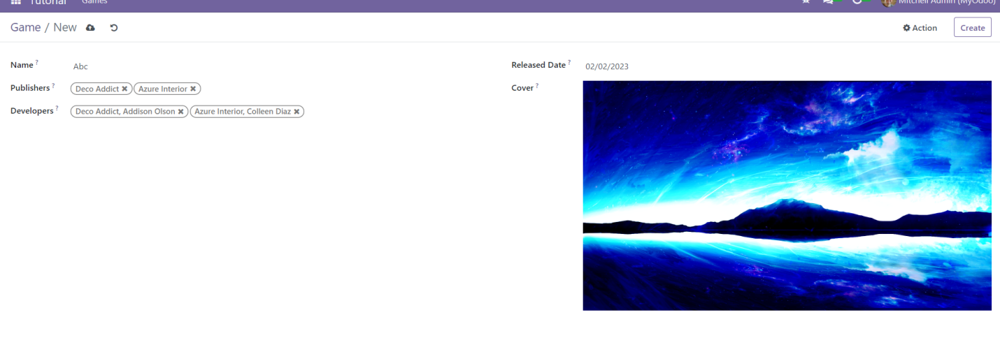 Tutorial Games Mitchell Admin (MyOdoo)
Game / New Action Create
Name ? Abc
Publishers ? Deco Addict Azure Interior
Developers ? Deco Addict, Addison Olson Azure Interior, Colleen Diaz
Released Date ? 02/02/2023
Cover ?